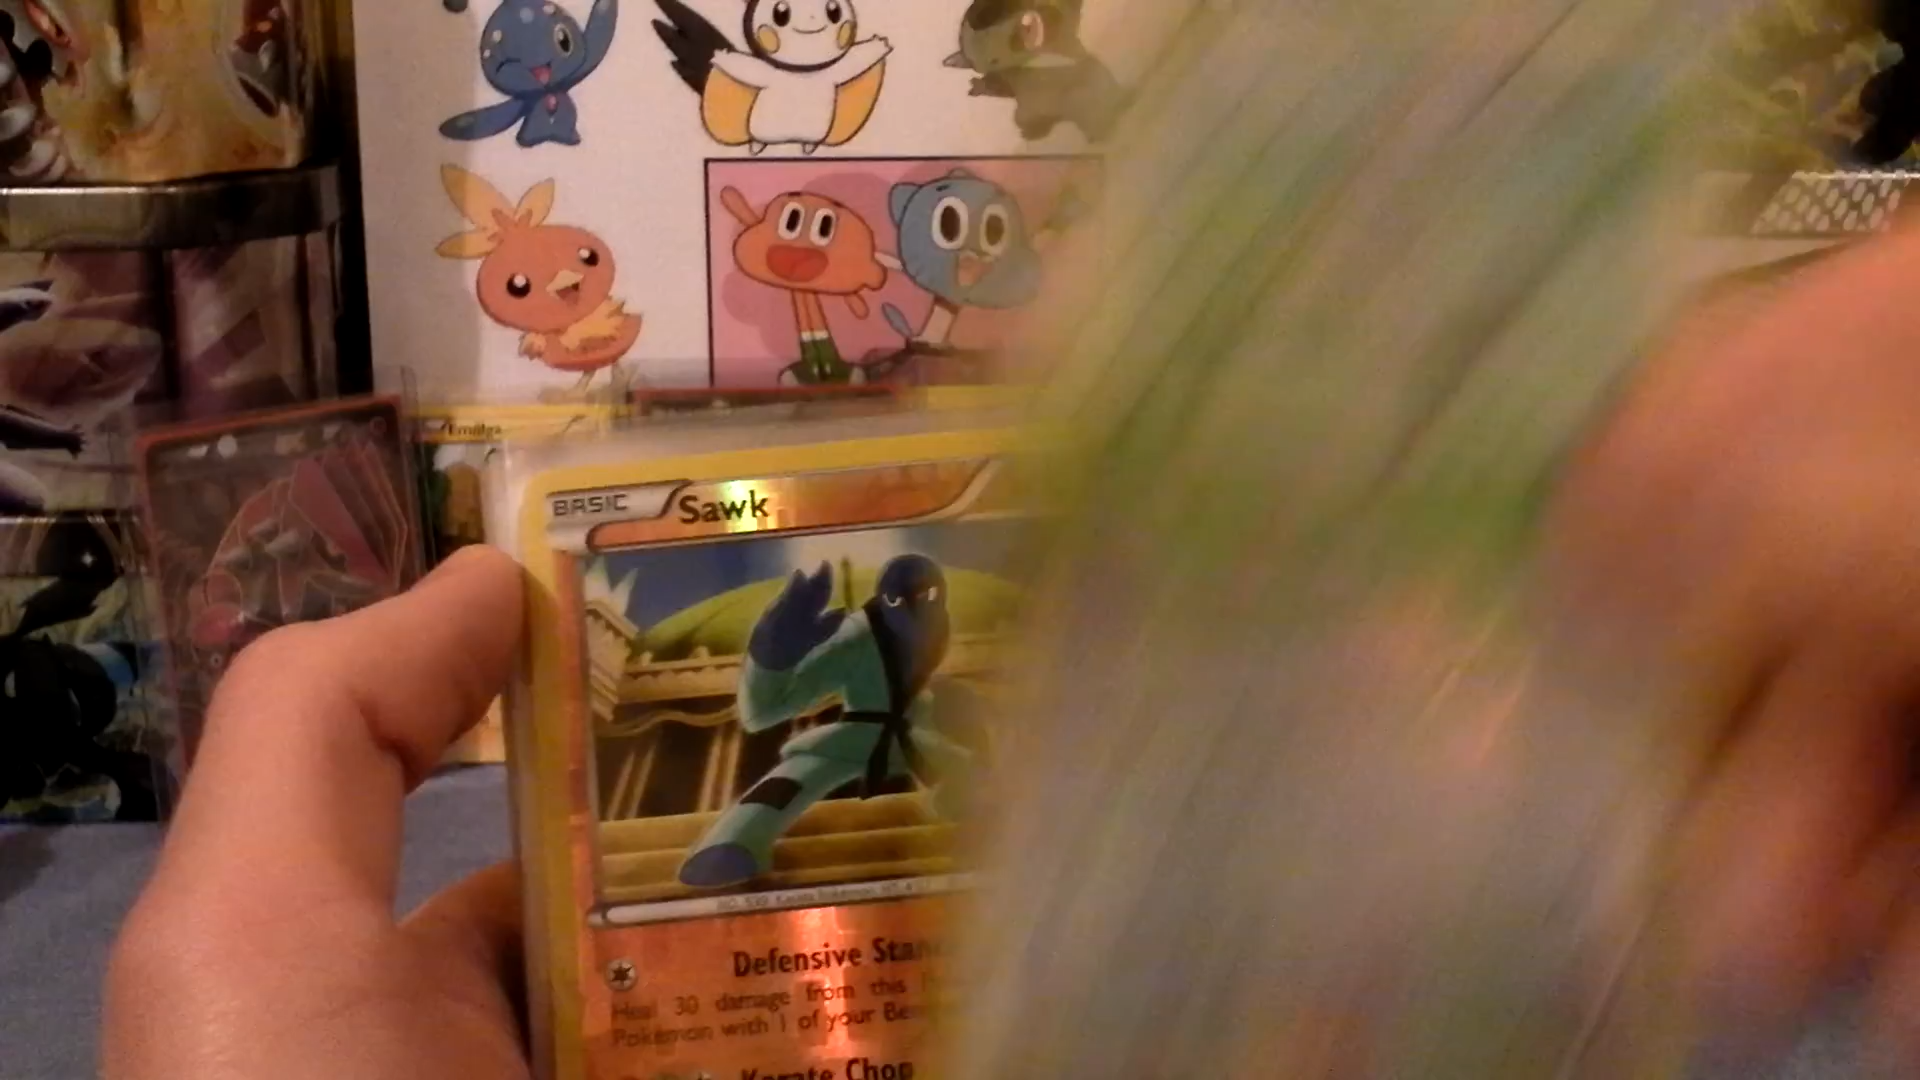 Emolga
BASIC Sawk
Defensive Stan
Heal 30 damage from this
Pokémon with 1 of your Ben
Karate Chop